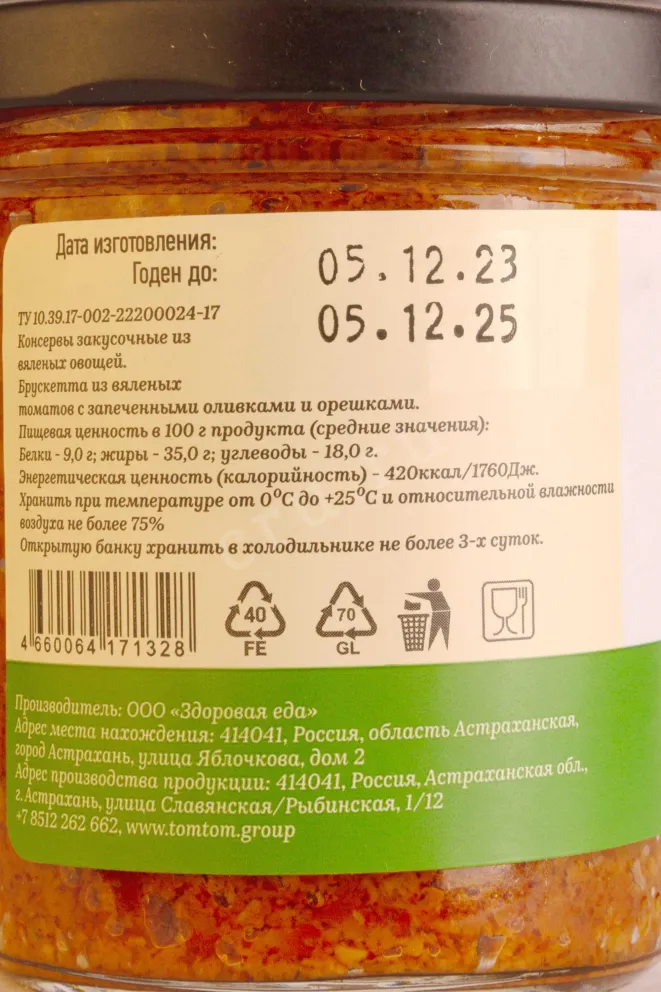 Дата изготовления: 05.12.23
Годен до: 05.12.25
ТУ 10.39.17-002-22200024-17
Консервы закусочные из
вяленых овощей.
Брускетта из вяленых
томатов с запеченными оливками и орешками.
Пищевая ценность в 100 г продукта (средние значения):
Белки - 9,0 г; жиры - 35,0 г; углеводы - 18,0 г.
Энергетическая ценность (калорийность) - 420ккал/1760Дж.
Хранить при температуре от 0°С до +25°С и относительной влажности
воздуха не более 75%
Открытую банку хранить в холодильнике не более 3-х суток.
4 660064 171328
40
FE
70
GL
Производитель: ООО «Здоровая еда»
Адрес места нахождения: 414041, Россия, область Астраханская,
город Астрахань, улица Яблочкова, дом 2
Адрес производства продукции: 414041, Россия, Астраханская обл.,
г. Астрахань, улица Славянская/Рыбинская, 1/12
+7 8512 262 662, www.tomtom.group